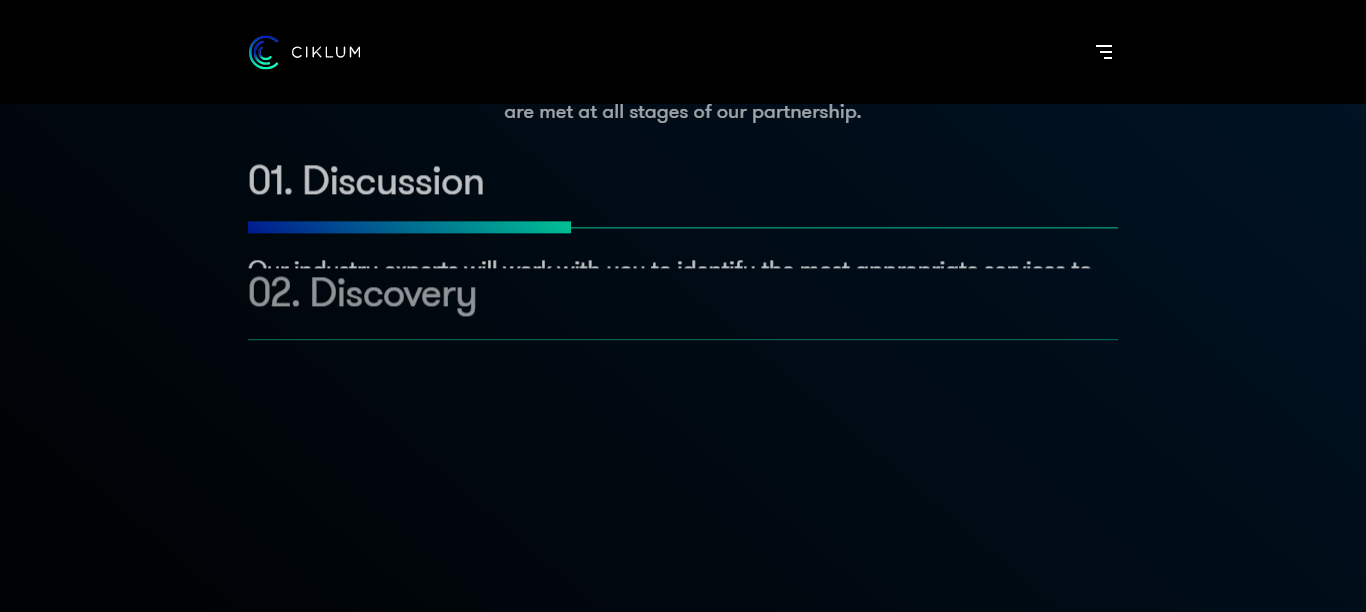 CIKLUM
are met at all stages of our partnership.
01. Discussion
Our industry experts will work with you to identify the most appropriate services to
02. Discovery